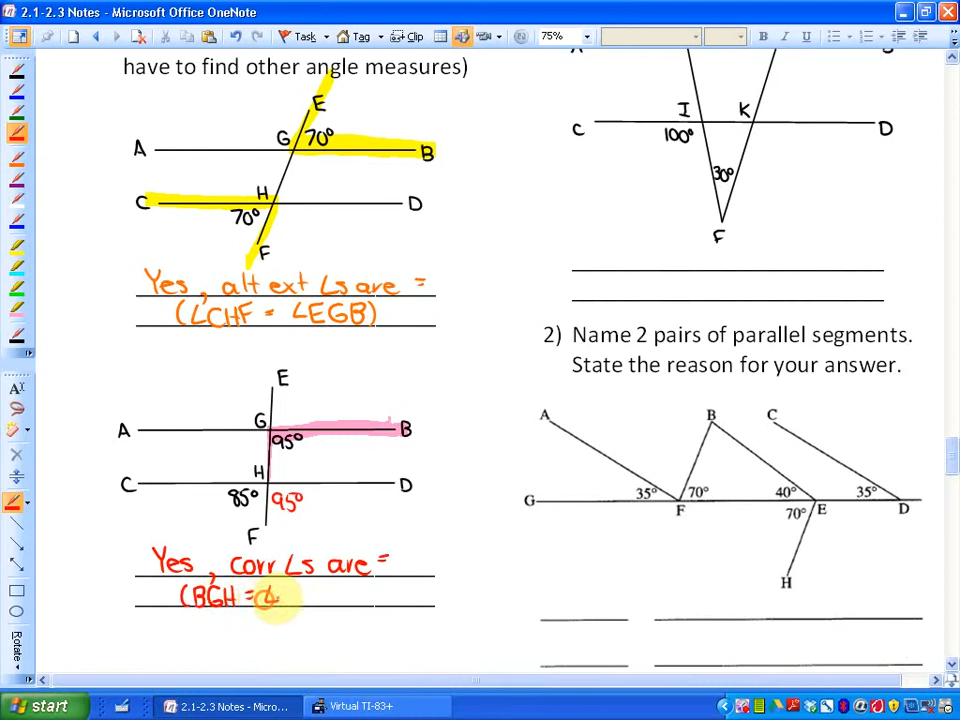 2.1-2.3 Notes - Microsoft Office OneNote
Task
Tag
Clip
75%
B I U
have to find other angle measures)
E
G 70°
A
B
H
C
D
70°
F
Yes, alt ext ∠s are =
(∠CHF = ∠EGB)
E
G
A
B
95°
H
C
D
85° 95°
F
Yes, corr ∠s are =
(BGH = ∠
I K
C
D
100°
30°
F
2) Name 2 pairs of parallel segments.
State the reason for your answer.
A B C
35° 70° 40° 35°
G
F E D
70°
H
Rotate
start
2.1-2.3 Notes - Micro...
Virtual TI-83+